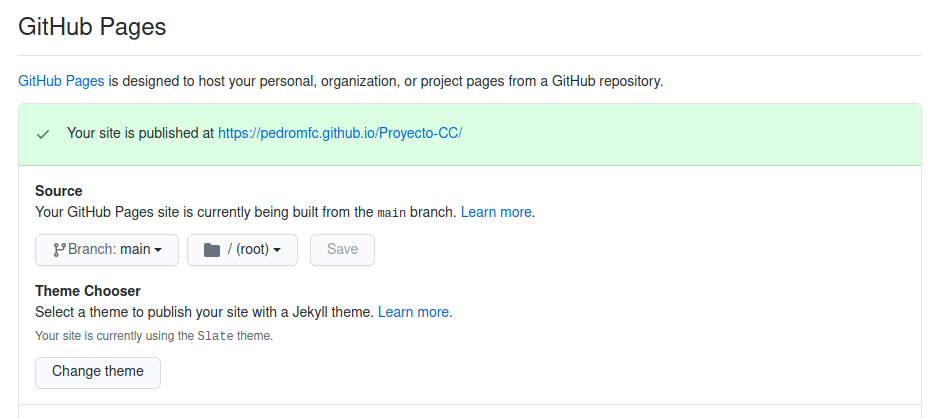 GitHub Pages
GitHub Pages is designed to host your personal, organization, or project pages from a GitHub repository.
Your site is published at https://pedromfc.github.io/Proyecto-CC/
Source
Your GitHub Pages site is currently being built from the main branch. Learn more.
Branch: main / (root) Save
Theme Chooser
Select a theme to publish your site with a Jekyll theme. Learn more.
Your site is currently using the Slate theme.
Change theme